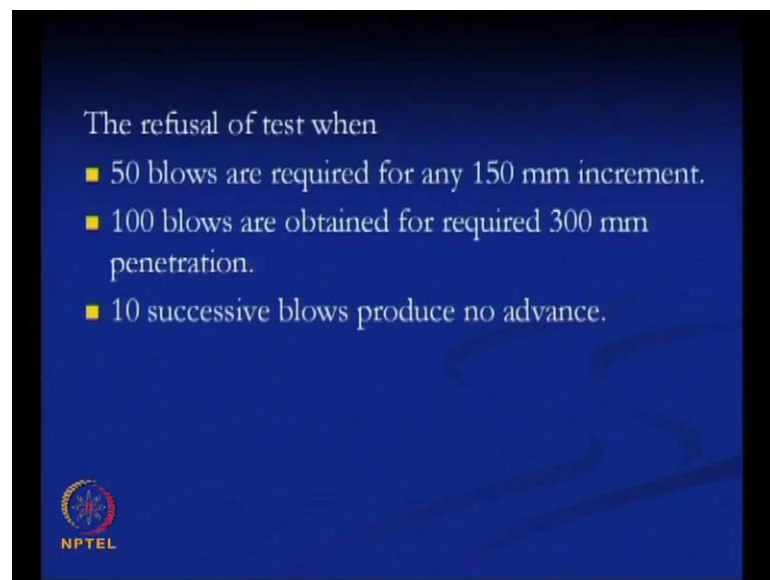 The refusal of test when
50 blows are required for any 150 mm increment.
100 blows are obtained for required 300 mm
penetration.
10 successive blows produce no advance.
NPTEL